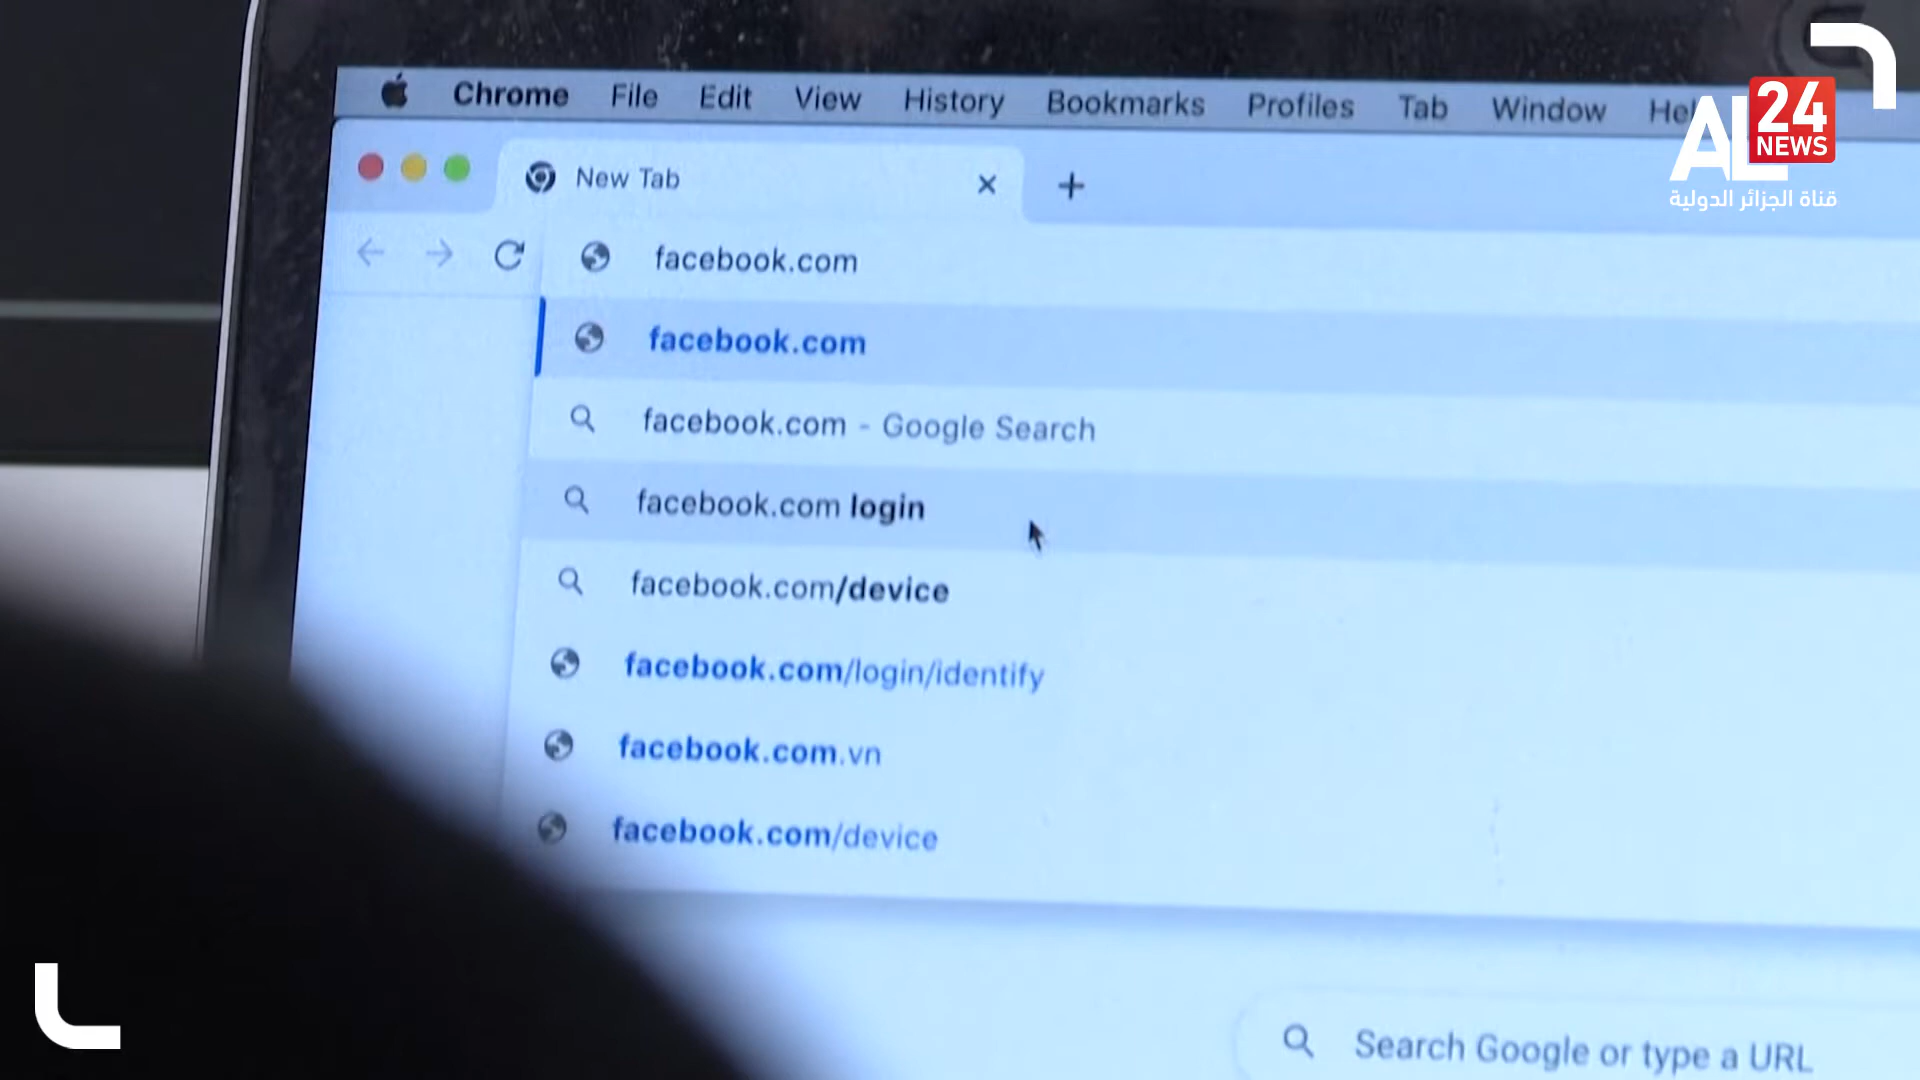 Chrome File Edit View History Bookmarks Profiles Tab Window Hel
AL 24 NEWS
قناة الجزائر الدولية
New Tab
facebook.com
facebook.com
facebook.com - Google Search
facebook.com login
facebook.com/device
facebook.com/login/identify
facebook.com.vn
facebook.com/device
Search Google or type a URL